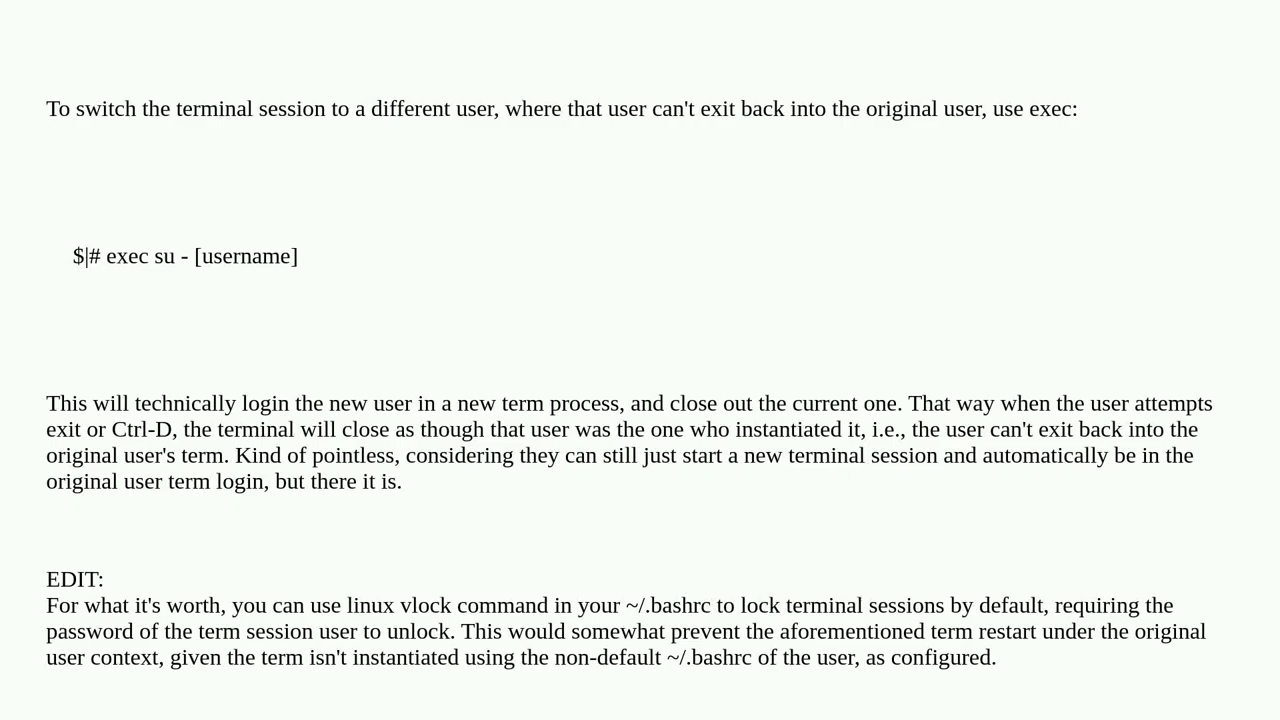 To switch the terminal session to a different user, where that user can't exit back into the original user, use exec:
$|# exec su - [username]
This will technically login the new user in a new term process, and close out the current one. That way when the user attempts
exit or Ctrl-D, the terminal will close as though that user was the one who instantiated it, i.e., the user can't exit back into the
original user's term. Kind of pointless, considering they can still just start a new terminal session and automatically be in the
original user term login, but there it is.
EDIT:
For what it's worth, you can use linux vlock command in your ~/.bashrc to lock terminal sessions by default, requiring the
password of the term session user to unlock. This would somewhat prevent the aforementioned term restart under the original
user context, given the term isn't instantiated using the non-default ~/.bashrc of the user, as configured.